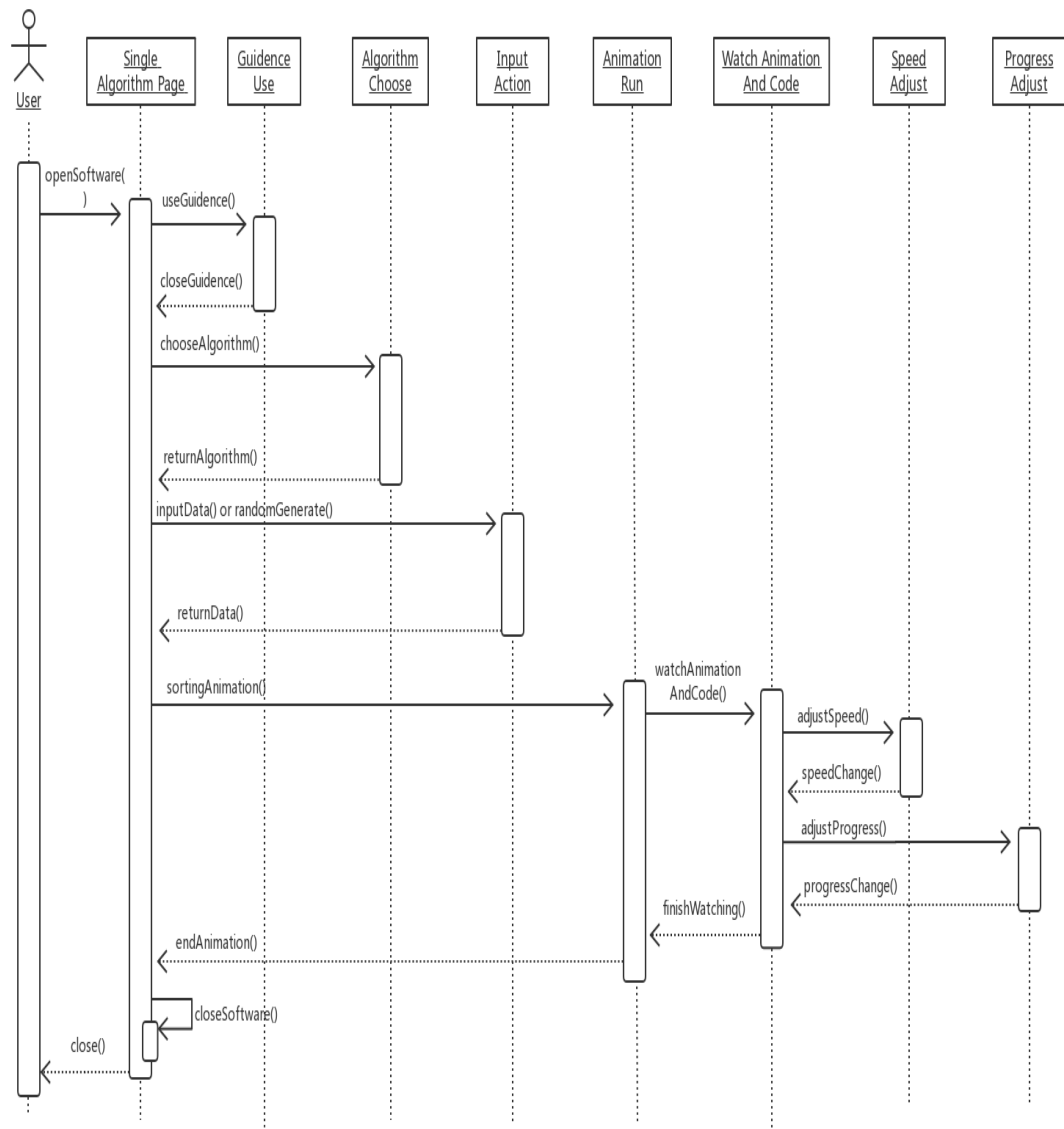 User
Single
Algorithm Page
Guidence
Use
Algorithm
Choose
Input
Action
Animation
Run
Watch Animation
And Code
Speed
Adjust
Progress
Adjust
openSoftware(
)
useGuidence()
closeGuidence()
chooseAlgorithm()
returnAlgorithm()
inputData() or randomGenerate()
returnData()
sortingAnimation()
watchAnimation
AndCode()
adjustSpeed()
speedChange()
adjustProgress()
progressChange()
finishWatching()
endAnimation()
closeSoftware()
close()